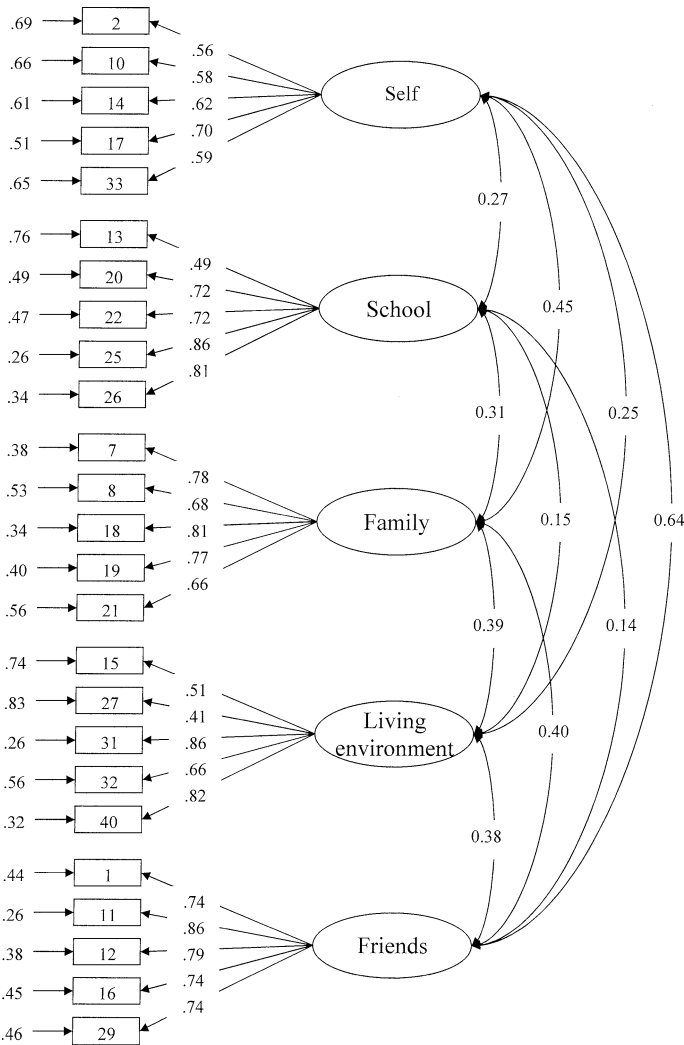 .69 2 .56
.66 10 .58 Self
.61 14 .62
.51 17 .70
.65 33 .59
0.27
.76 13 .49
.49 20 .72
.47 22 .72 School 0.45
.26 25 .86
.34 26 .81
0.31 0.25
.38 7 .78
.53 8 .68
.34 18 .81 Family 0.15 0.64
.40 19 .77
.56 21 .66
0.39 0.14
.74 15 .51
.83 27 .41 Living
.26 31 .86 environment 0.40
.56 32 .66
.32 40 .82
0.38
.44 1 .74
.26 11 .86
.38 12 .79 Friends
.45 16 .74
.46 29 .74